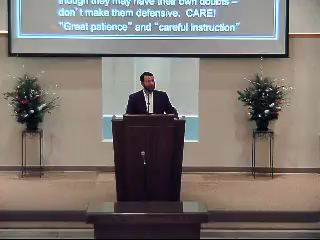 though they may have their own doubts –
don't make them defensive. CARE!
"Great patience" and "careful instruction"